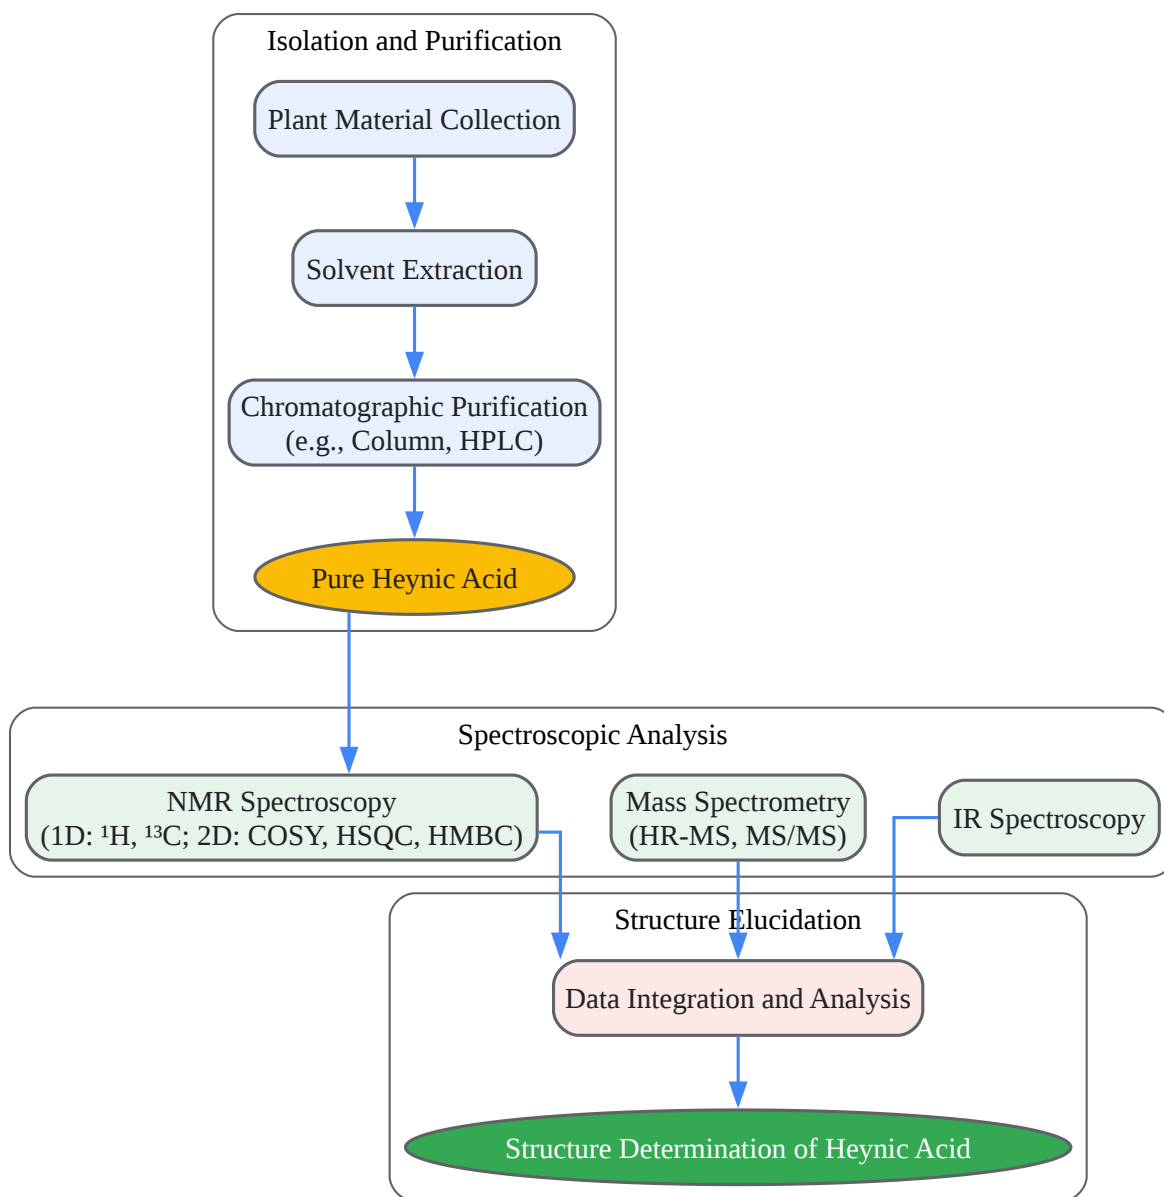 Isolation and Purification
Plant Material Collection
Solvent Extraction
Chromatographic Purification
(e.g., Column, HPLC)
Pure Heynic Acid
Spectroscopic Analysis
NMR Spectroscopy
(1D: ¹H, ¹³C; 2D: COSY, HSQC, HMBC)
Mass Spectrometry
(HR-MS, MS/MS)
IR Spectroscopy
Structure Elucidation
Data Integration and Analysis
Structure Determination of Heynic Acid